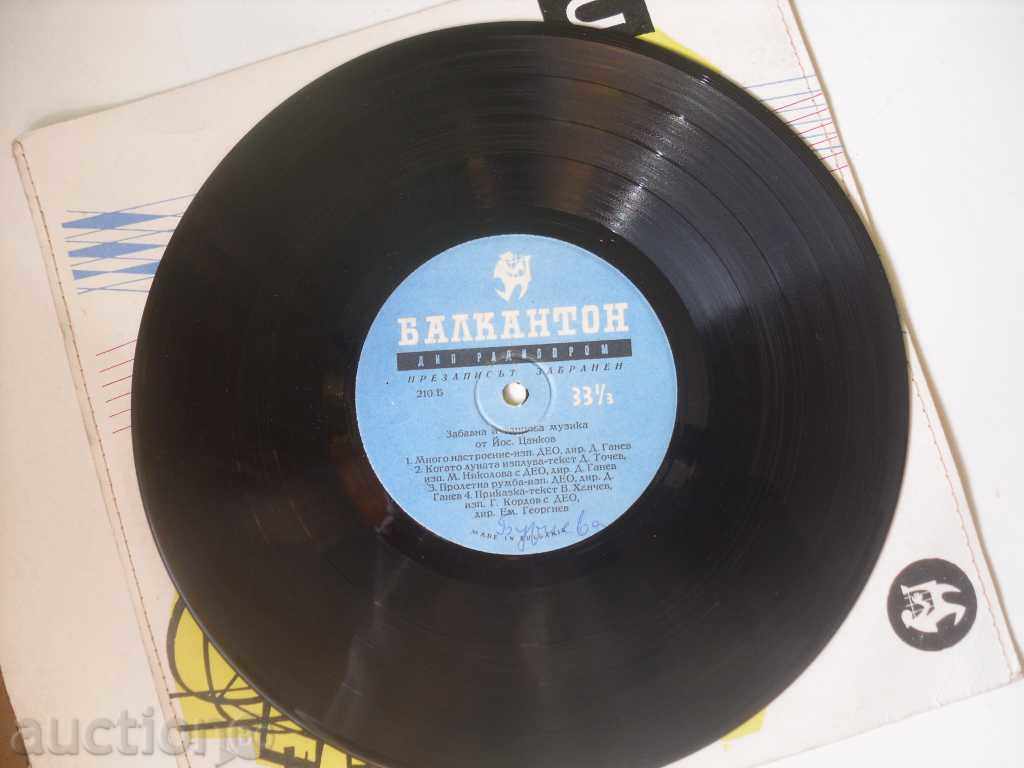 БАЛКАНТОН
ДИП РАДИОПРОМ
ПРЕЗАПИСЪТ ЗАБРАНЕН
210 Б
33 1/3
Забавна и танцова музика
от Йос. Цанков
1. Много настроение-изп. ДЕО, дир. Д. Ганев
2. Когато луната изплува-текст Д. Точев,
изп. М. Николова с ДЕО, дир. Д. Ганев
3. Пролетна румба-изп. ДЕО, дир. Д.
Ганев 4. Приказка-текст В. Ханчев,
изп. Г. Кордов с ДЕО,
дир. Ем. Георгиев
MADE IN BULGARIA
auction